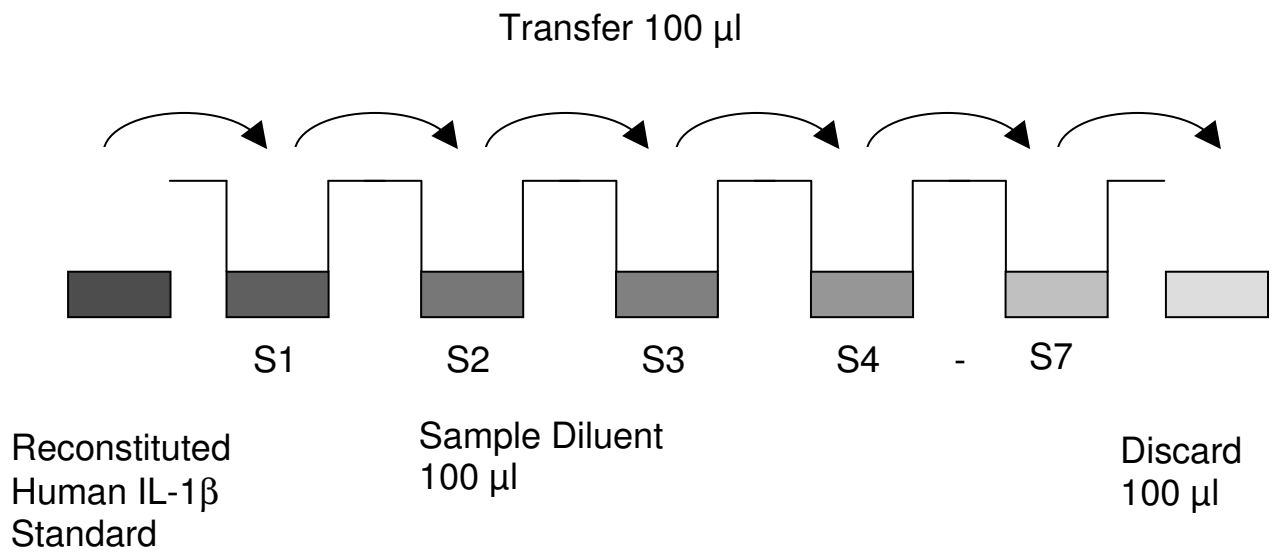 Transfer 100 µl
S1 S2 S3 S4 - S7
Reconstituted
Human IL-1β
Standard
Sample Diluent
100 µl
Discard
100 µl